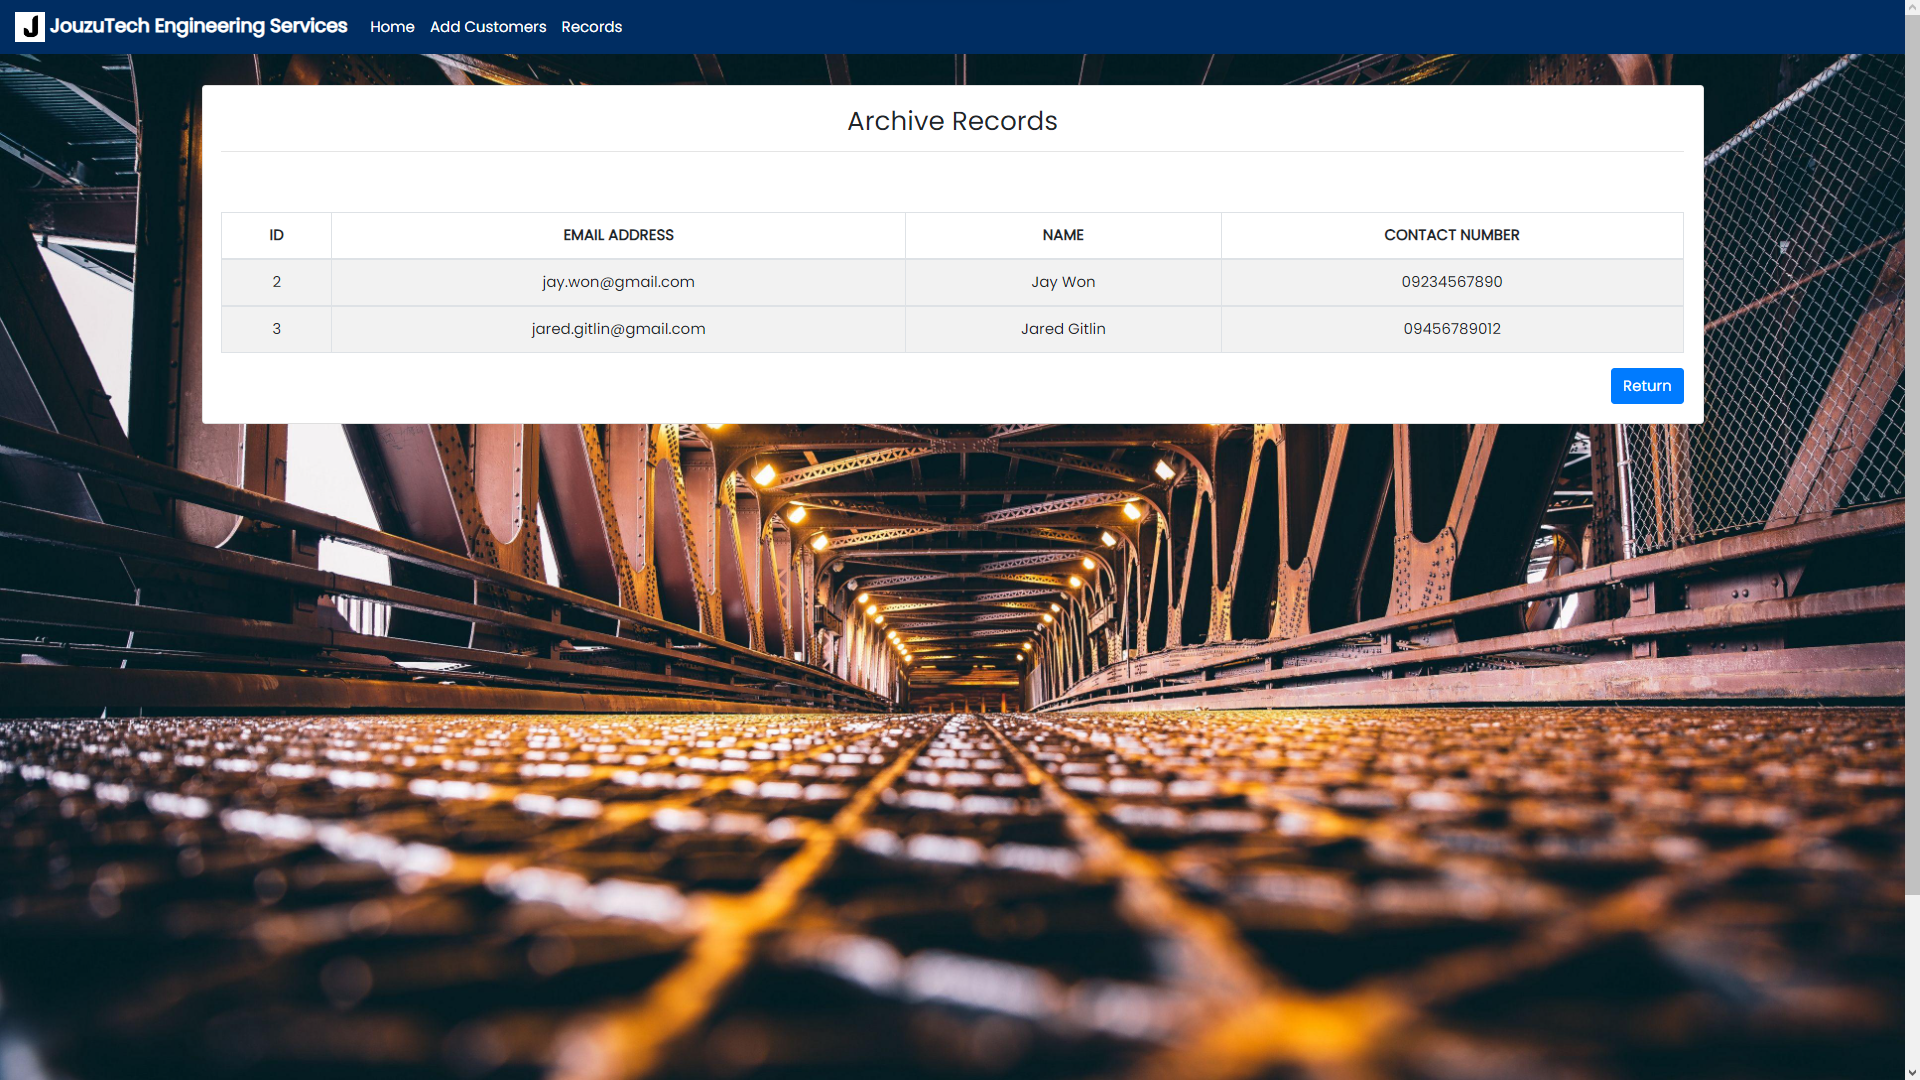 J JouzuTech Engineering Services Home Add Customers Records
Archive Records
ID EMAIL ADDRESS NAME CONTACT NUMBER
2 jay.won@gmail.com Jay Won 09234567890
3 jared.gitlin@gmail.com Jared Gitlin 09456789012
Return